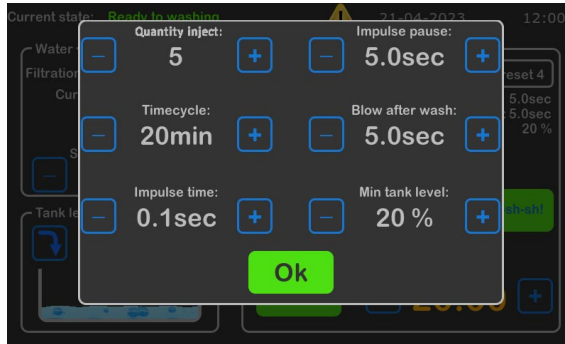 Current state: Ready to washing 21-04-2023 12:00
Water
Filtration
Cur
S
Tank le
Quantity inject:
5
Impulse pause:
5.0sec
Timecycle:
20min
Blow after wash:
5.0sec
Impulse time:
0.1sec
Min tank level:
20 %
Ok
reset 4
5.0sec
5.0sec
20 %
sh-sh!